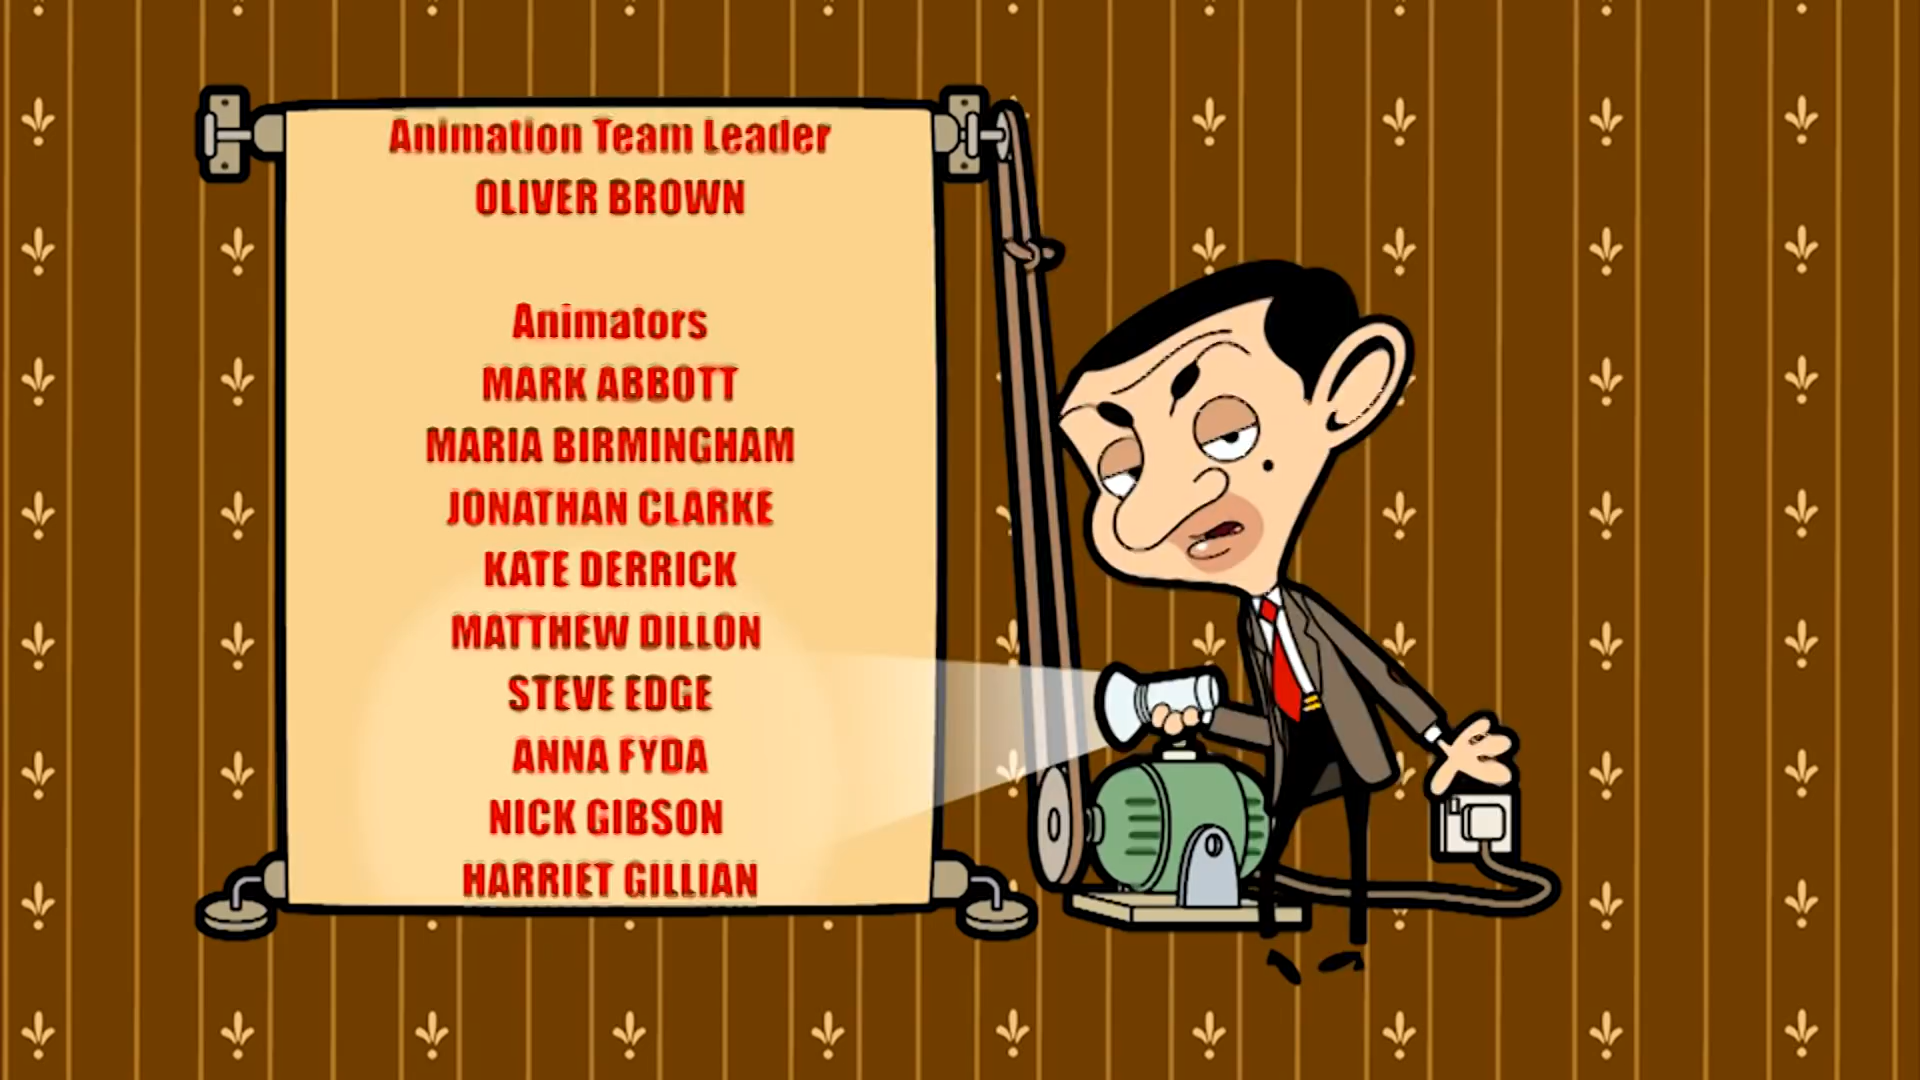 Animation Team Leader
OLIVER BROWN
Animators
MARK ABBOTT
MARIA BIRMINGHAM
JONATHAN CLARKE
KATE DERRICK
MATTHEW DILLON
STEVE EDGE
ANNA FYDA
NICK GIBSON
HARRIET GILLIAN